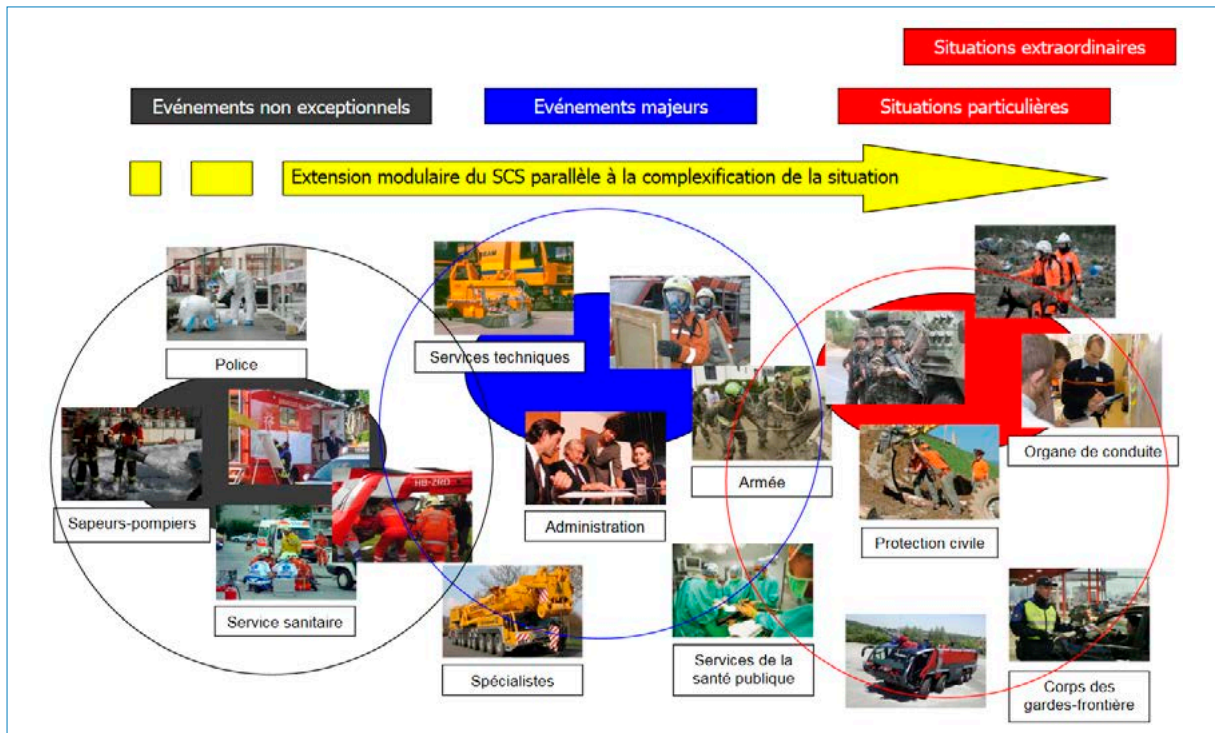 Situations extraordinaires
Evénements non exceptionnels
Evénements majeurs
Situations particulières
Extension modulaire du SCS parallèle à la complexification de la situation
Police
Services techniques
Sapeurs-pompiers
Administration
Armée
Organe de conduite
Protection civile
HB-ZRD
Service sanitaire
Spécialistes
Services de la
santé publique
Corps des
gardes-frontière